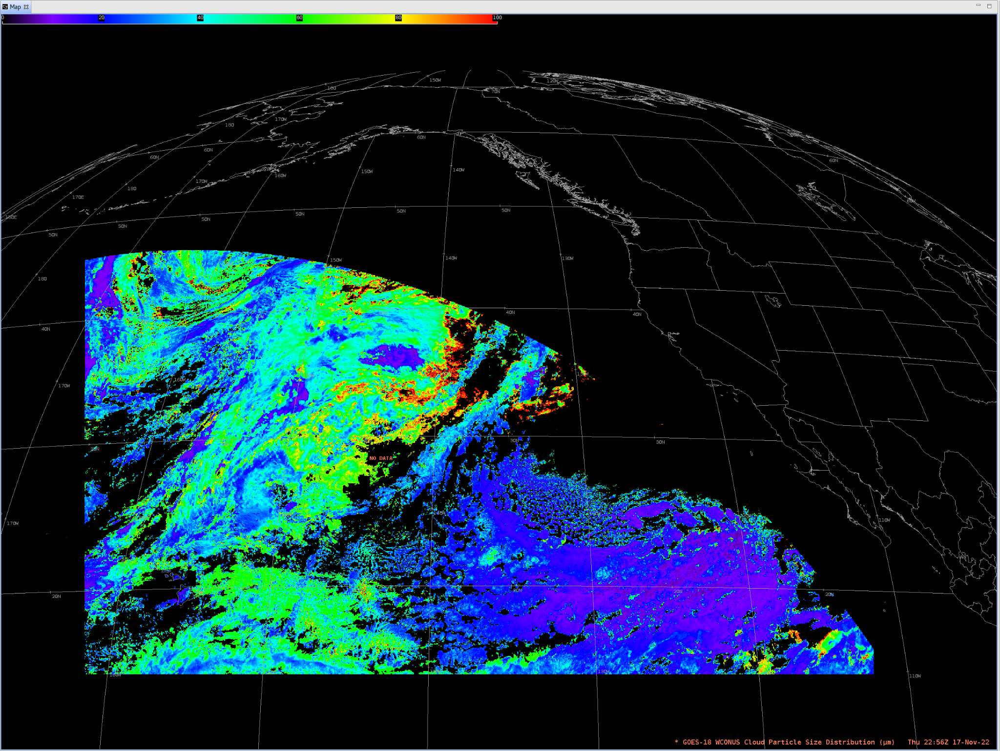 Map
0 20 40 60 80 100
150W
120W
180
70N
170W
180
60N
60N
60N
60N
140W
150W
160W
170W
180
170E
60W
150E
50N
50N
50N
50N
50N
50N
150W
140W
130W
180
40N
40N
40N
160W
170W
30N
30N
30N
NO DATA
140W
110W
170W
20N
20N
20N
20N
160W
130W
110W
* GOES-18 WCONUS Cloud Particle Size Distribution (µm) Thu 22:56Z 17-Nov-22